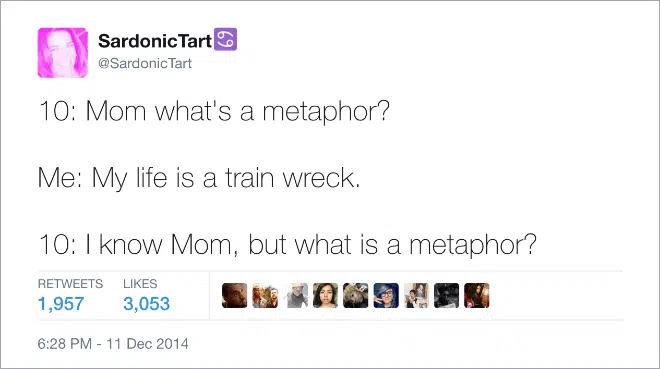 SardonicTart♋
@SardonicTart
10: Mom what's a metaphor?
Me: My life is a train wreck.
10: I know Mom, but what is a metaphor?
RETWEETS LIKES
1,957 3,053
6:28 PM - 11 Dec 2014